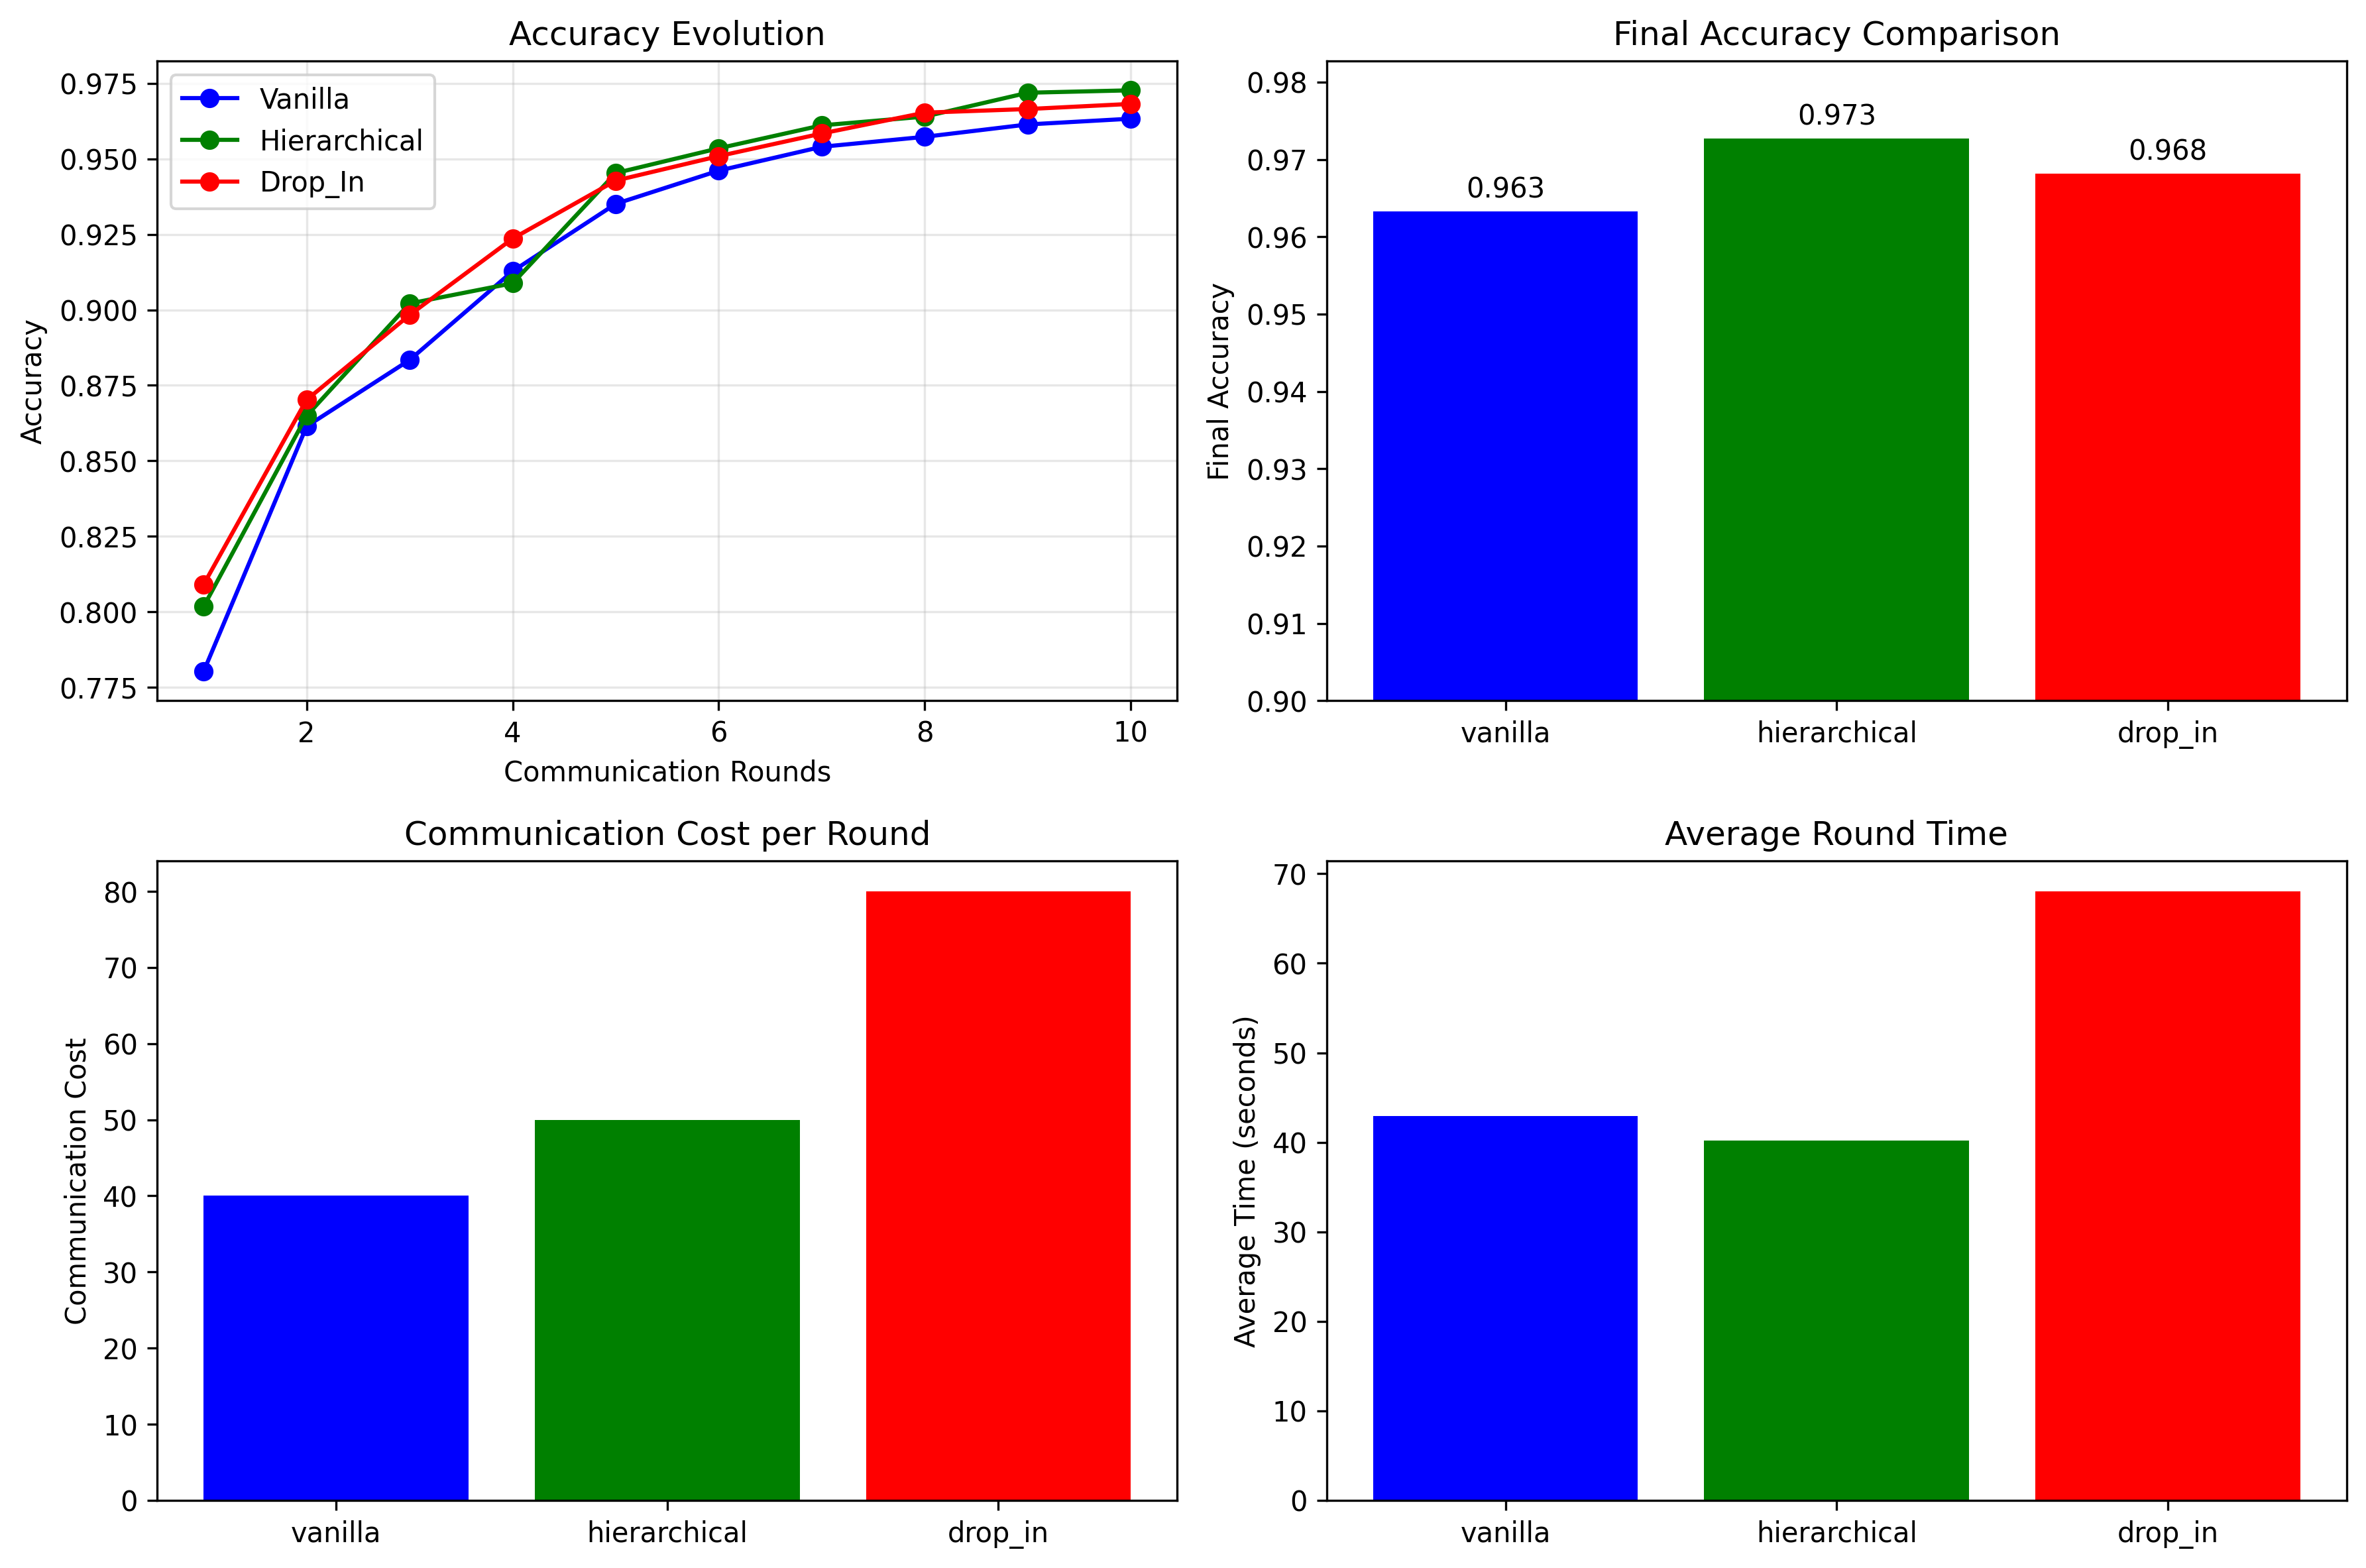 Accuracy Evolution
0.975
0.950
0.925
0.900
0.875
0.850
0.825
0.800
0.775
Accuracy
Vanilla
Hierarchical
Drop_In
2 4 6 8 10
Communication Rounds
Final Accuracy Comparison
0.98
0.97
0.96
0.95
0.94
0.93
0.92
0.91
0.90
Final Accuracy
0.963
0.973
0.968
vanilla hierarchical drop_in
Communication Cost per Round
80
70
60
50
40
30
20
10
0
Communication Cost
vanilla hierarchical drop_in
Average Round Time
70
60
50
40
30
20
10
0
Average Time (seconds)
vanilla hierarchical drop_in